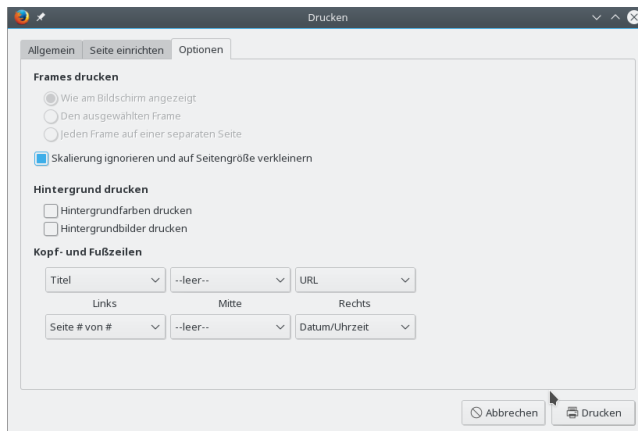 Drucken
Allgemein Seite einrichten Optionen
Frames drucken
Wie am Bildschirm angezeigt
Den ausgewählten Frame
Jeden Frame auf einer separaten Seite
Skalierung ignorieren und auf Seitengröße verkleinern
Hintergrund drucken
Hintergrundfarben drucken
Hintergrundbilder drucken
Kopf- und Fußzeilen
Titel --leer-- URL
Links Mitte Rechts
Seite # von # --leer-- Datum/Uhrzeit
Abbrechen Drucken